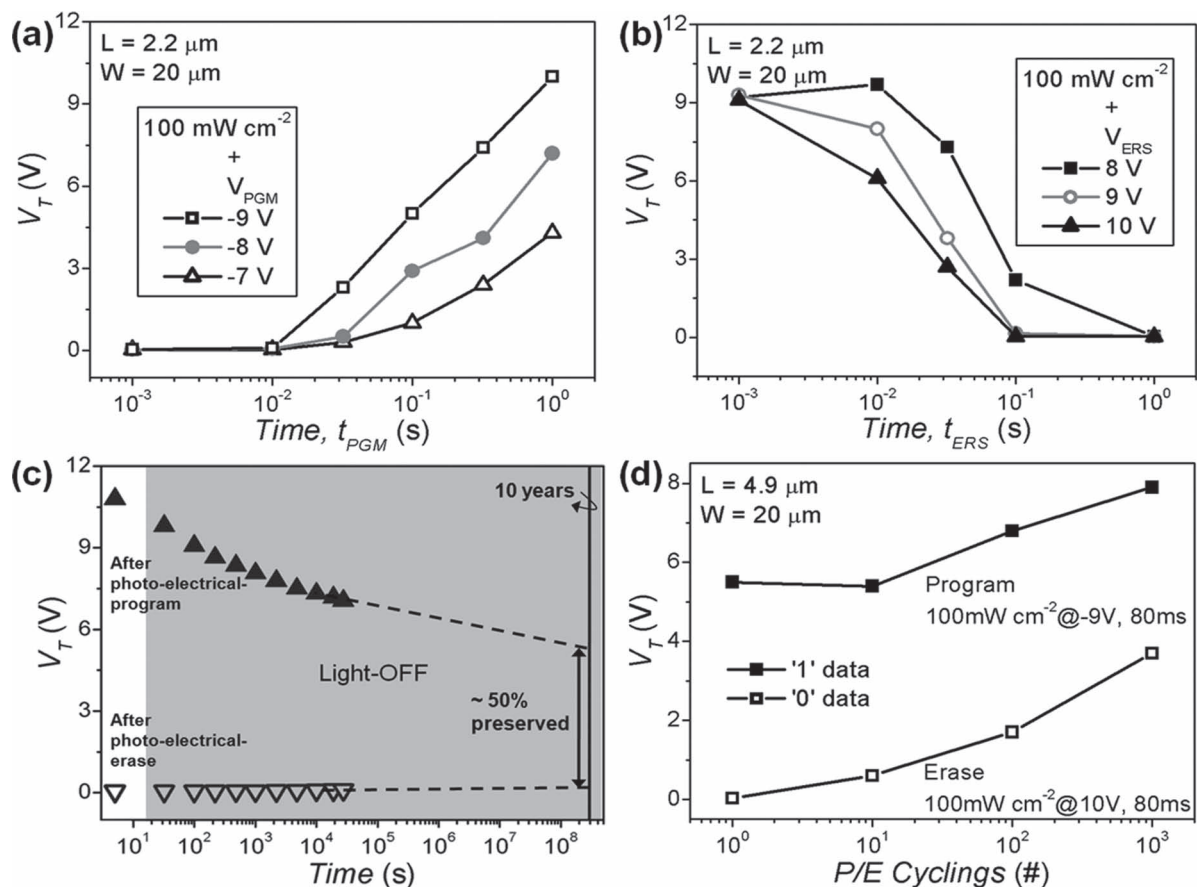 (a)
L = 2.2 μm
W = 20 μm
100 mW cm-2
+
VPGM
-9 V
-8 V
-7 V
12
9
6
3
0
VT (V)
10-3
10-2
10-1
100
Time, tPGM (s)
(b)
L = 2.2 μm
W = 20 μm
100 mW cm-2
+
VERS
8 V
9 V
10 V
12
9
6
3
0
VT (V)
10-3
10-2
10-1
100
Time, tERS (s)
(c)
12
9
6
3
0
VT (V)
10 years
After
photo-electrical-
program
Light-OFF
~ 50%
preserved
After
photo-electrical-
erase
101
102
103
104
105
106
107
108
Time (s)
(d)
L = 4.9 μm
W = 20 μm
8
6
4
2
0
VT (V)
Program
100mW cm-2@-9V, 80ms
'1' data
'0' data
Erase
100mW cm-2@10V, 80ms
100
101
102
103
P/E Cyclings (#)